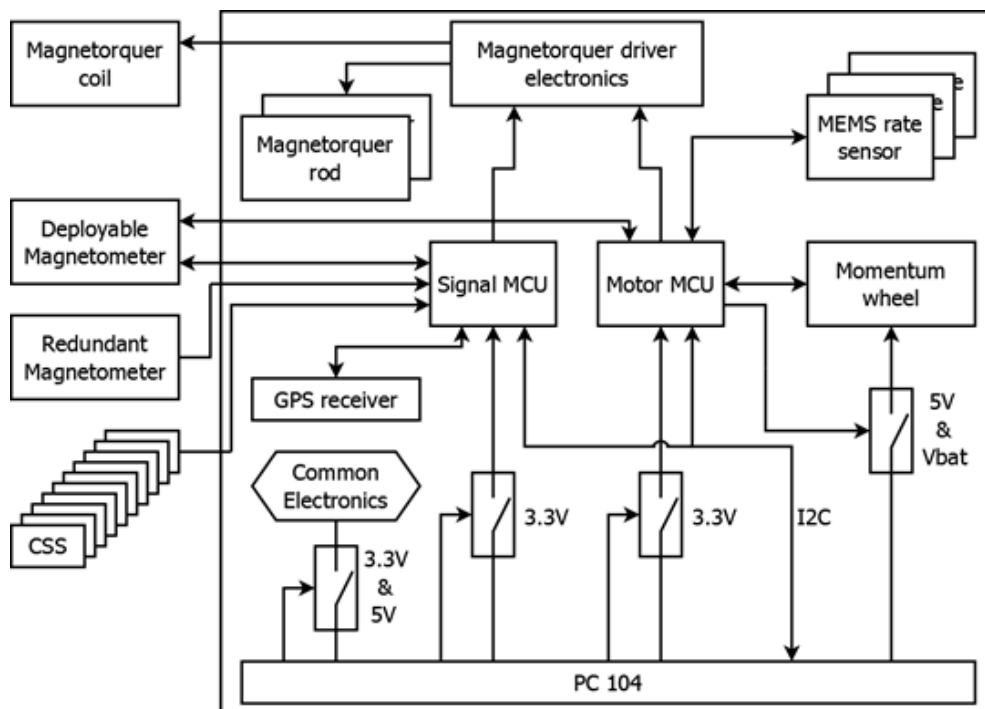 Magnetorquer
coil
Magnetorquer driver
electronics
MEMS rate
sensor
Magnetorquer
rod
Deployable
Magnetometer
Signal MCU
Motor MCU
Momentum
wheel
Redundant
Magnetometer
GPS receiver
5V
&
Vbat
Common
Electronics
3.3V
3.3V
I2C
CSS
3.3V
&
5V
PC 104